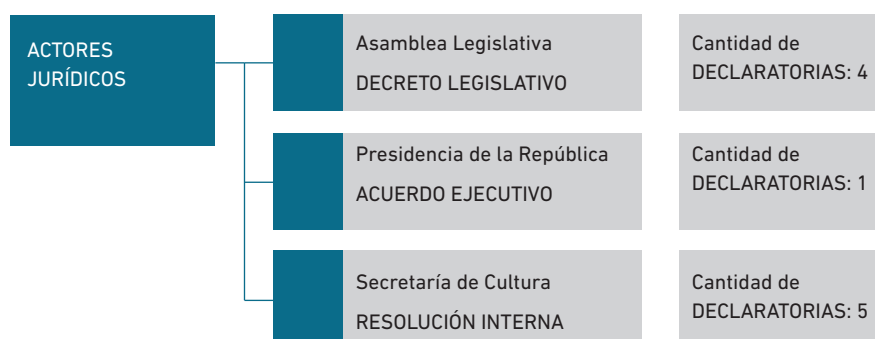 ACTORES
JURÍDICOS
Asamblea Legislativa
DECRETO LEGISLATIVO
Cantidad de
DECLARATORIAS: 4
Presidencia de la República
ACUERDO EJECUTIVO
Cantidad de
DECLARATORIAS: 1
Secretaría de Cultura
RESOLUCIÓN INTERNA
Cantidad de
DECLARATORIAS: 5